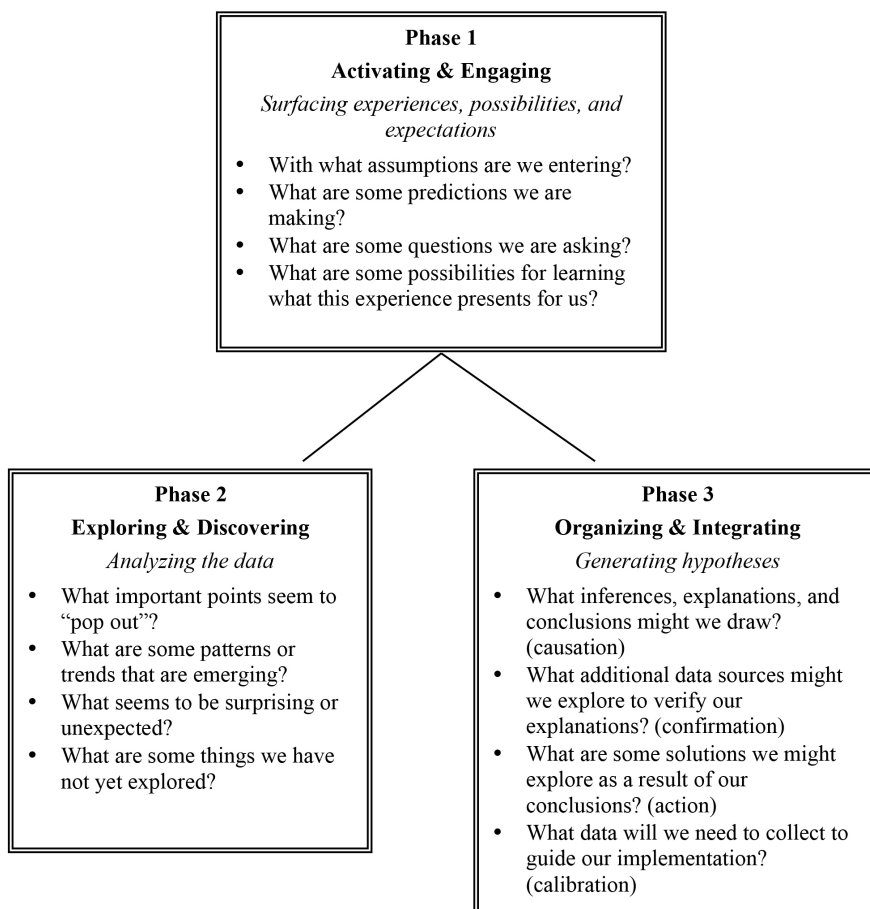 Phase 1
Activating & Engaging
Surfacing experiences, possibilities, and
expectations
• With what assumptions are we entering?
• What are some predictions we are
making?
• What are some questions we are asking?
• What are some possibilities for learning
what this experience presents for us?
Phase 2
Exploring & Discovering
Analyzing the data
• What important points seem to
“pop out”?
• What are some patterns or
trends that are emerging?
• What seems to be surprising or
unexpected?
• What are some things we have
not yet explored?
Phase 3
Organizing & Integrating
Generating hypotheses
• What inferences, explanations, and
conclusions might we draw?
(causation)
• What additional data sources might
we explore to verify our
explanations? (confirmation)
• What are some solutions we might
explore as a result of our
conclusions? (action)
• What data will we need to collect to
guide our implementation?
(calibration)